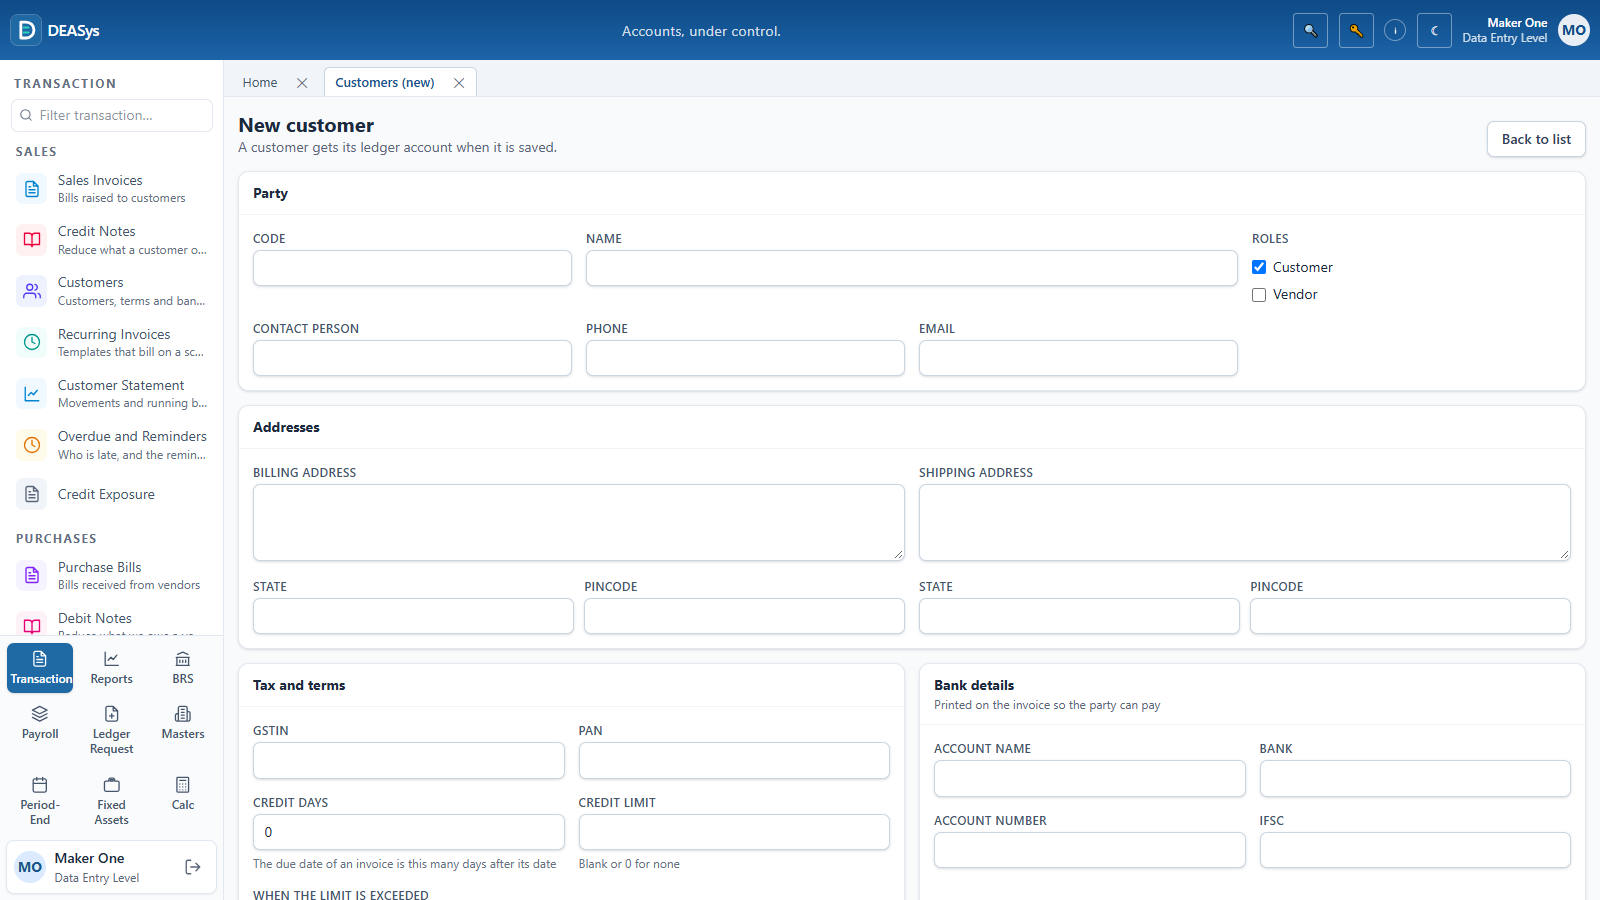 DEASys
Accounts, under control.
Maker One
Data Entry Level
MO
TRANSACTION
Filter transaction...
SALES
Sales Invoices
Bills raised to customers
Credit Notes
Reduce what a customer o...
Customers
Customers, terms and ban...
Recurring Invoices
Templates that bill on a sc...
Customer Statement
Movements and running b...
Overdue and Reminders
Who is late, and the remin...
Credit Exposure
PURCHASES
Purchase Bills
Bills received from vendors
Debit Notes
Transaction
Reports
BRS
Payroll
Ledger Request
Masters
Period-End
Fixed Assets
Calc
MO
Maker One
Data Entry Level
Home
Customers (new)
New customer
A customer gets its ledger account when it is saved.
Back to list
Party
CODE
NAME
ROLES
Customer
Vendor
CONTACT PERSON
PHONE
EMAIL
Addresses
BILLING ADDRESS
SHIPPING ADDRESS
STATE
PINCODE
STATE
PINCODE
Tax and terms
GSTIN
PAN
CREDIT DAYS
CREDIT LIMIT
0
The due date of an invoice is this many days after its date
Blank or 0 for none
WHEN THE LIMIT IS EXCEEDED
Bank details
Printed on the invoice so the party can pay
ACCOUNT NAME
BANK
ACCOUNT NUMBER
IFSC